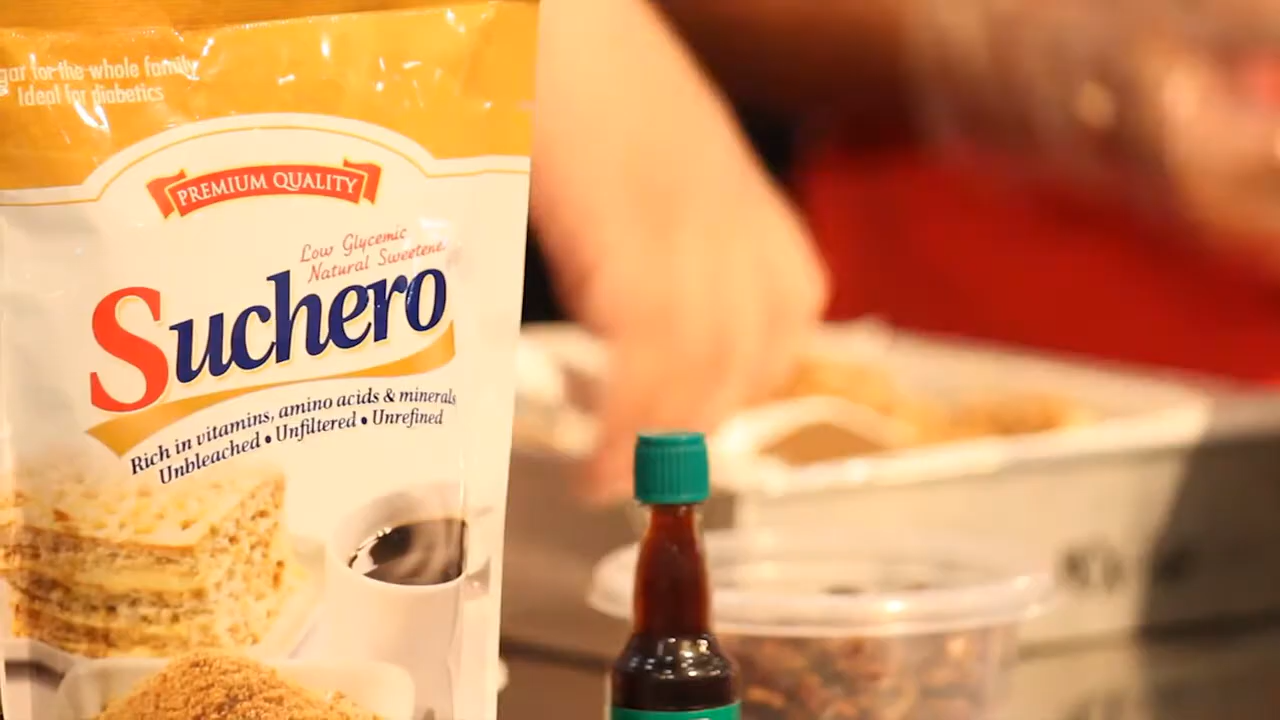 for the whole family
Ideal for diabetics
PREMIUM QUALITY
Low Glycemic
Natural Sweetene
Suchero
Rich in vitamins, amino acids & minerals
Unbleached • Unfiltered • Unrefined